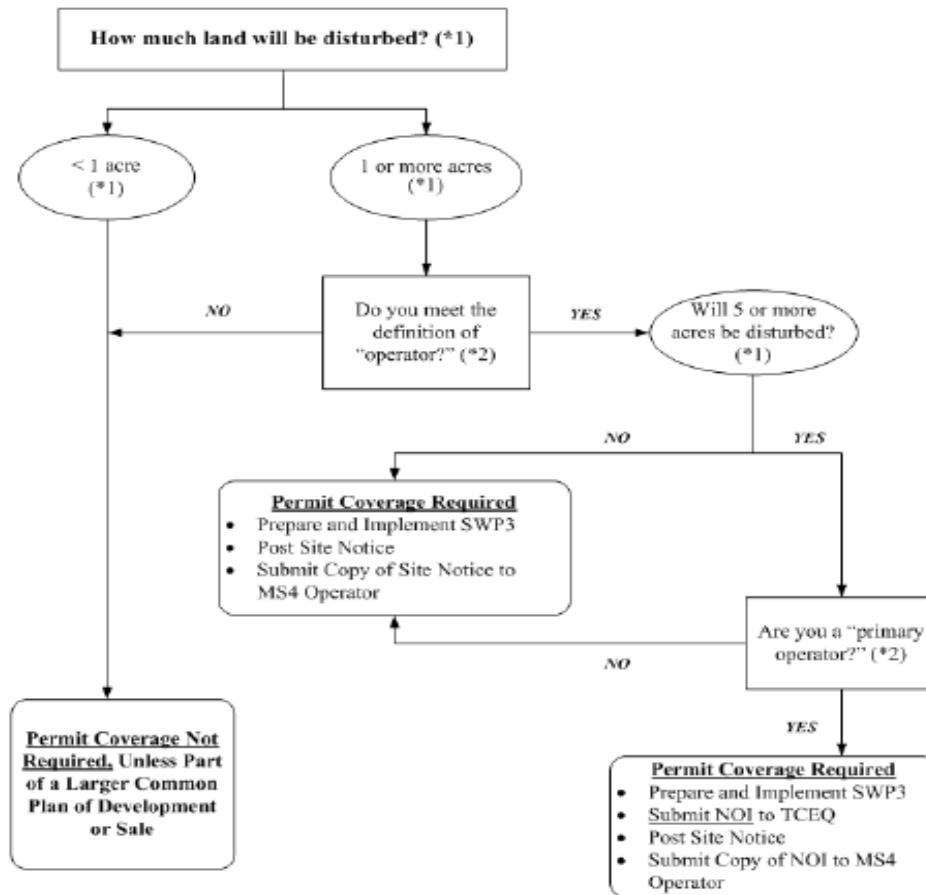 How much land will be disturbed? (*1)
< 1 acre
(*1)
1 or more acres
(*1)
NO
Do you meet the
definition of
“operator?” (*2)
YES
Will 5 or more
acres be disturbed?
(*1)
NO
YES
Permit Coverage Required
• Prepare and Implement SWP3
• Post Site Notice
• Submit Copy of Site Notice to
MS4 Operator
Are you a “primary
operator?” (*2)
NO
YES
Permit Coverage Not
Required, Unless Part
of a Larger Common
Plan of Development
or Sale
Permit Coverage Required
• Prepare and Implement SWP3
• Submit NOI to TCEQ
• Post Site Notice
• Submit Copy of NOI to MS4
Operator